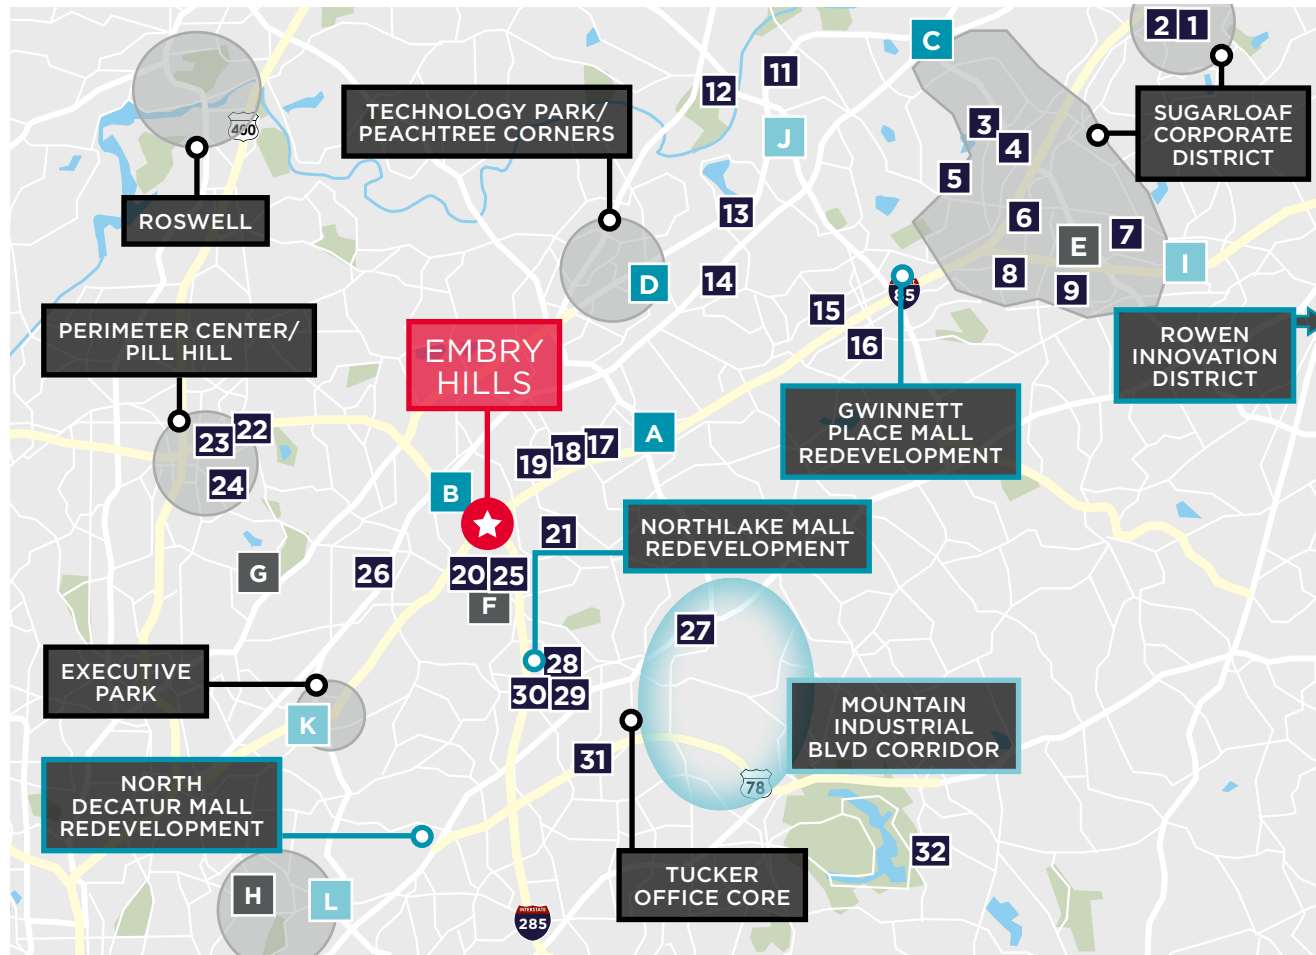 2 1
C
11
12
TECHNOLOGY PARK/
PEACHTREE CORNERS
SUGARLOAF
CORPORATE
DISTRICT
400
3
4
J
5
ROSWELL
13
6
7
E
I
8
9
14
D
85
15
16
PERIMETER CENTER/
PILL HILL
EMBRY
HILLS
ROWEN
INNOVATION
DISTRICT
GWINNETT
PLACE MALL
REDEVELOPMENT
23 22
24
A
17
18
19
B
21
NORTHLAKE MALL
REDEVELOPMENT
G
26
20 25
F
27
28
30 29
EXECUTIVE
PARK
K
MOUNTAIN
INDUSTRIAL
BLVD CORRIDOR
31
78
NORTH
DECATUR MALL
REDEVELOPMENT
32
TUCKER
OFFICE CORE
H
L
INTERSTATE
285